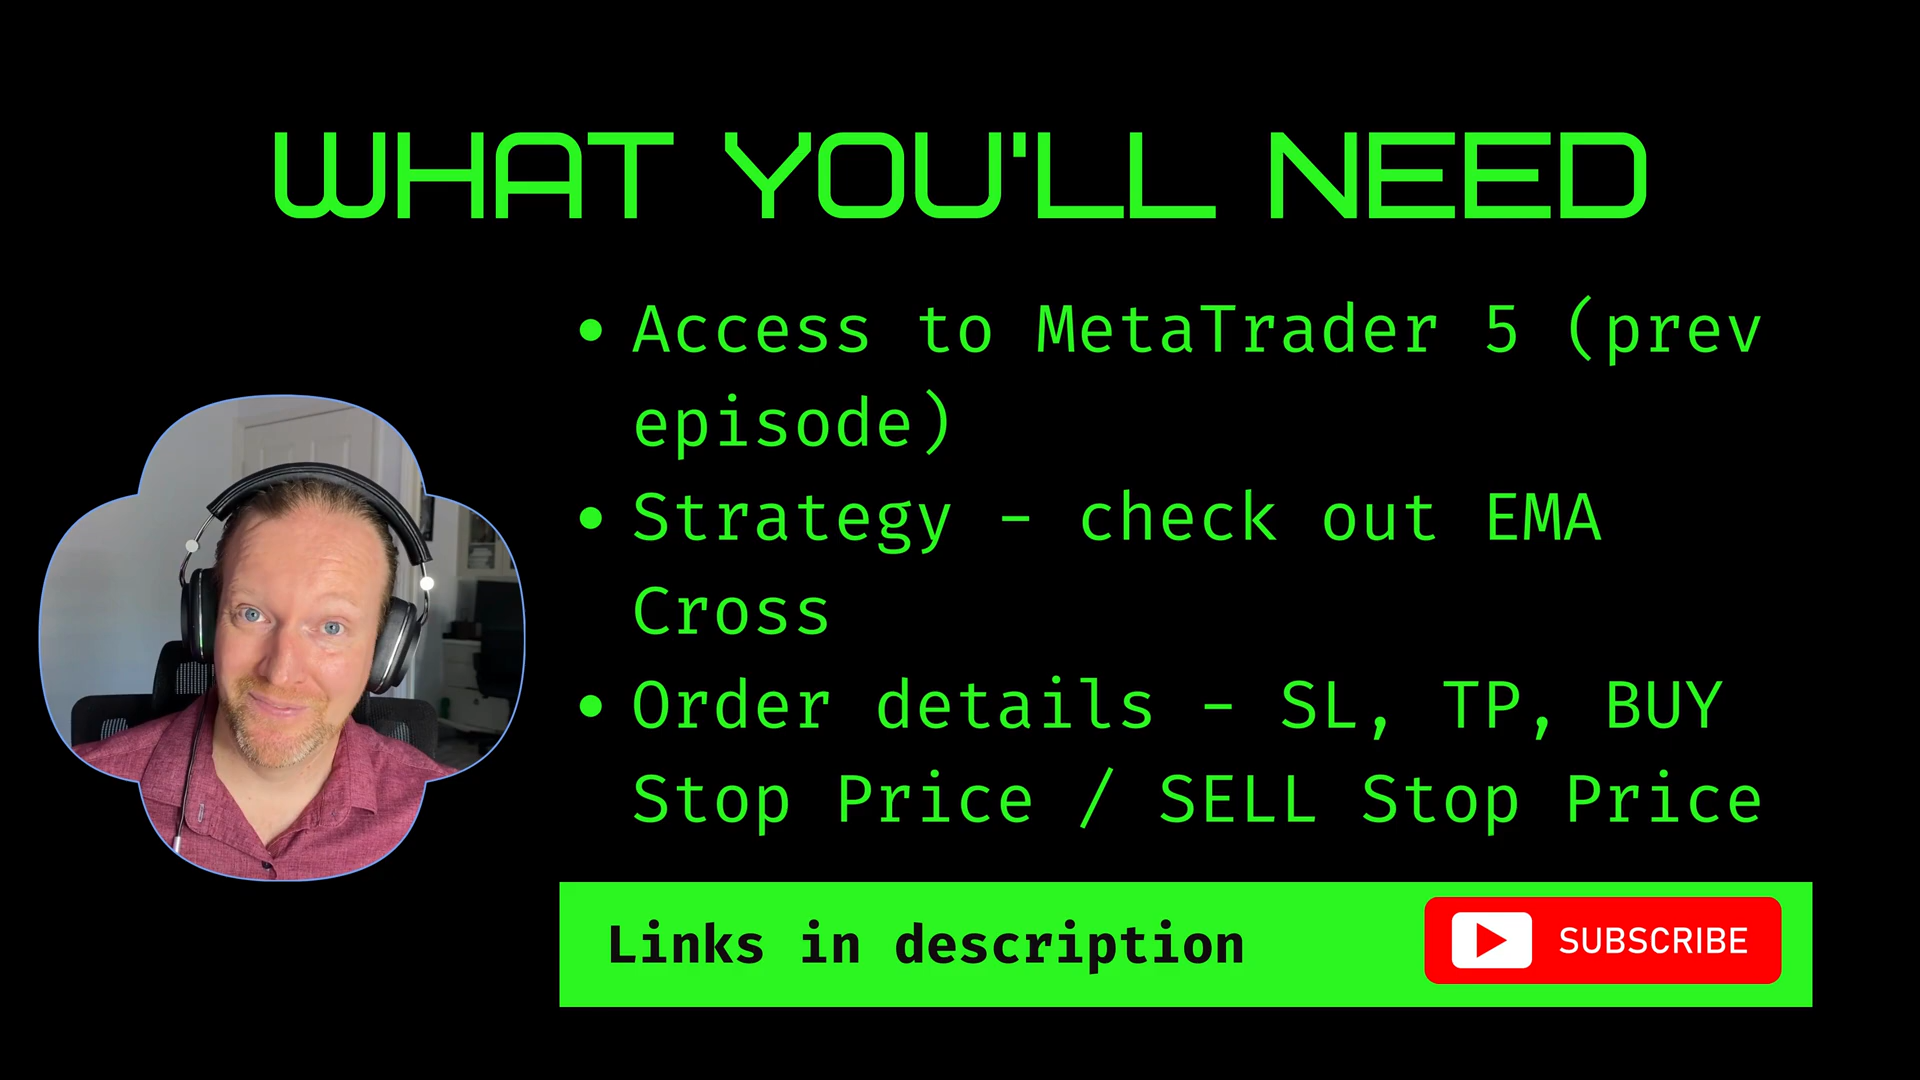 WHAT YOU'LL NEED
• Access to MetaTrader 5 (prev
episode)
• Strategy - check out EMA
Cross
• Order details - SL, TP, BUY
Stop Price / SELL Stop Price
Links in description
SUBSCRIBE